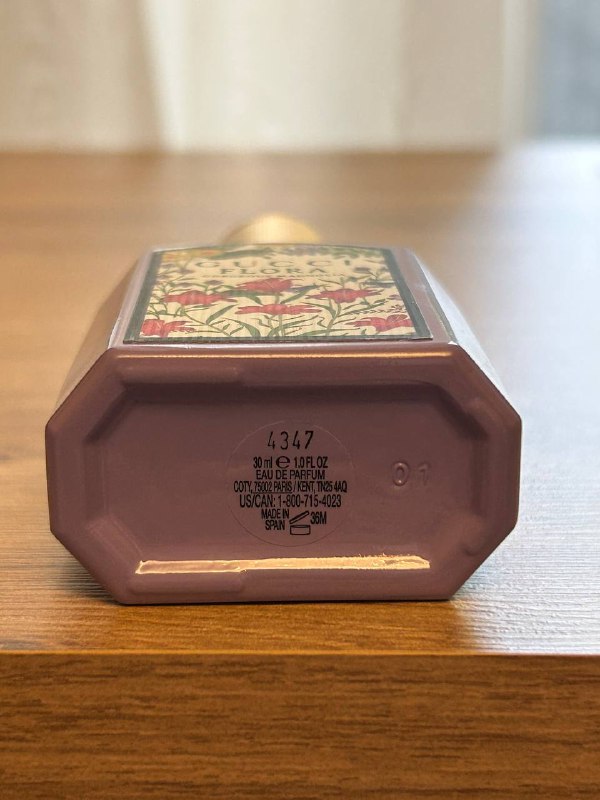 GUCCI
FLORA
4347
30 ml e 1.0 FL OZ
EAU DE PARFUM
COTY, 75002 PARIS / KENT, TN25 4AQ
US/CAN: 1-800-715-4023
MADE IN
SPAIN 36M
01